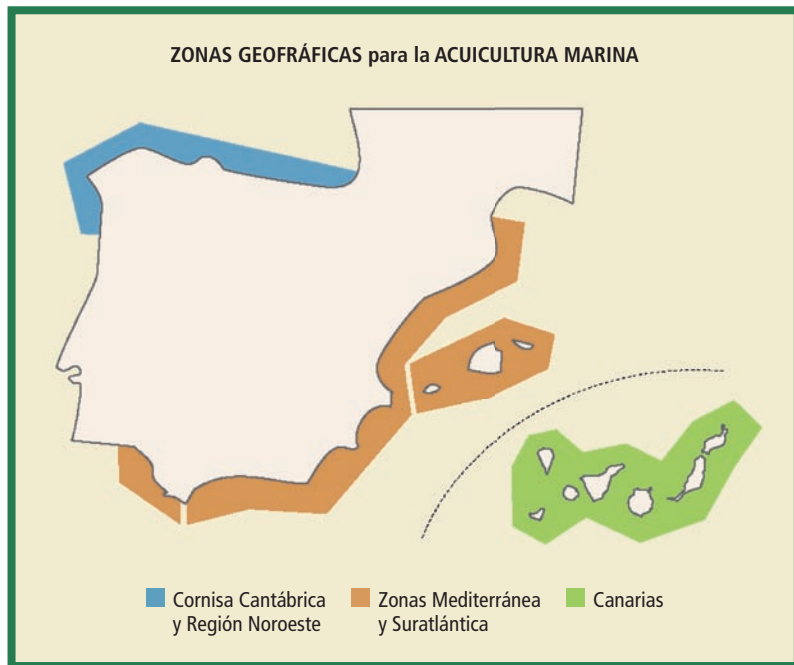 ZONAS GEOFRÁFICAS para la ACUICULTURA MARINA
Cornisa Cantábrica
y Región Noroeste
Zonas Mediterránea
y Suratlántica
Canarias